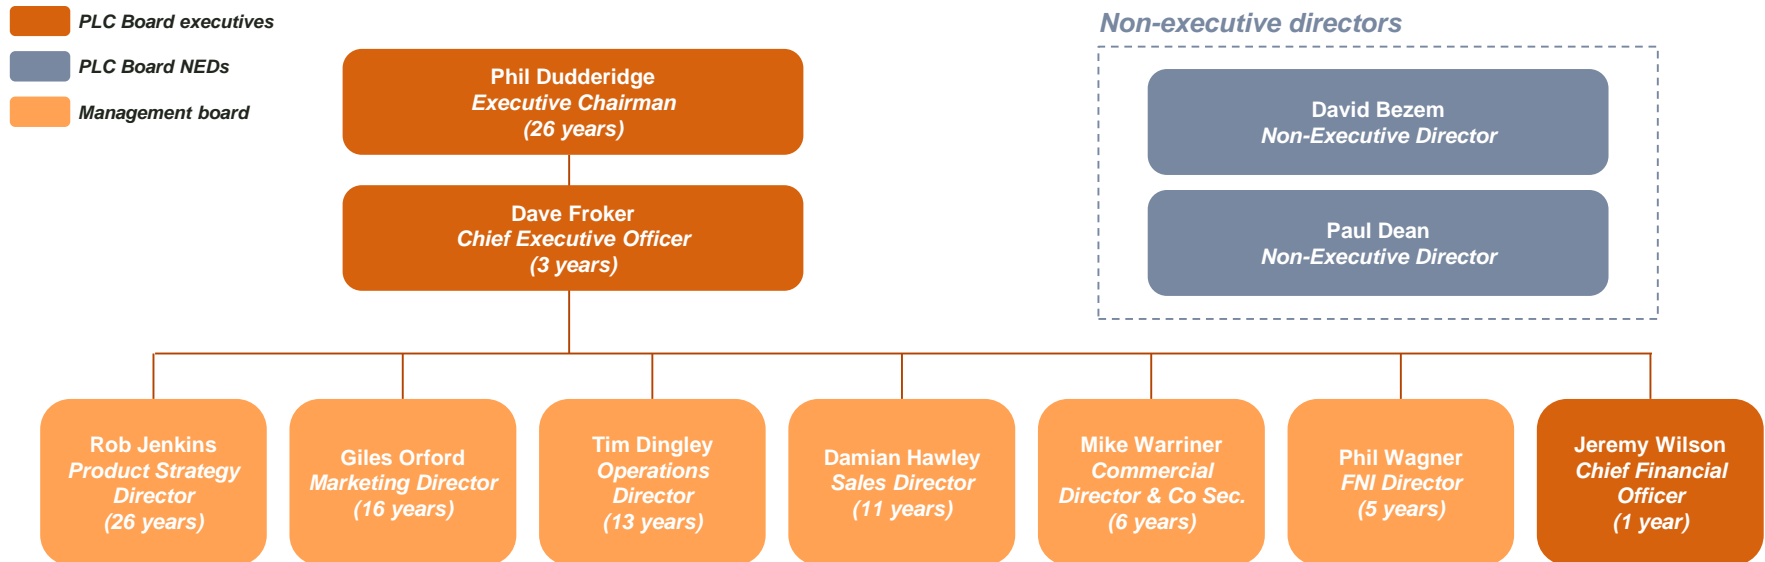 PLC Board executives
PLC Board NEDs
Management board
Phil Dudderidge
Executive Chairman
(26 years)
Dave Froker
Chief Executive Officer
(3 years)
Non-executive directors
David Bezem
Non-Executive Director
Paul Dean
Non-Executive Director
Rob Jenkins
Product Strategy
Director
(26 years)
Giles Orford
Marketing Director
(16 years)
Tim Dingley
Operations
Director
(13 years)
Damian Hawley
Sales Director
(11 years)
Mike Warriner
Commercial
Director & Co Sec.
(6 years)
Phil Wagner
FNI Director
(5 years)
Jeremy Wilson
Chief Financial
Officer
(1 year)